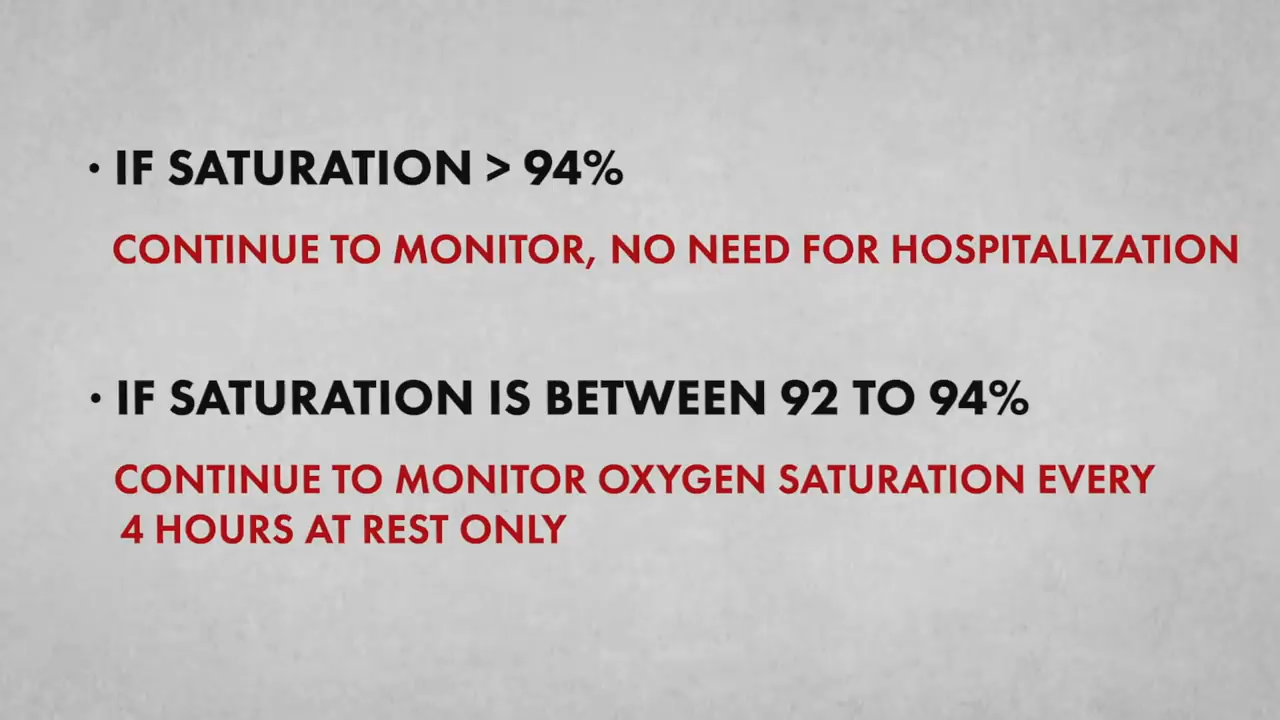 · IF SATURATION > 94%
CONTINUE TO MONITOR, NO NEED FOR HOSPITALIZATION
· IF SATURATION IS BETWEEN 92 TO 94%
CONTINUE TO MONITOR OXYGEN SATURATION EVERY
4 HOURS AT REST ONLY